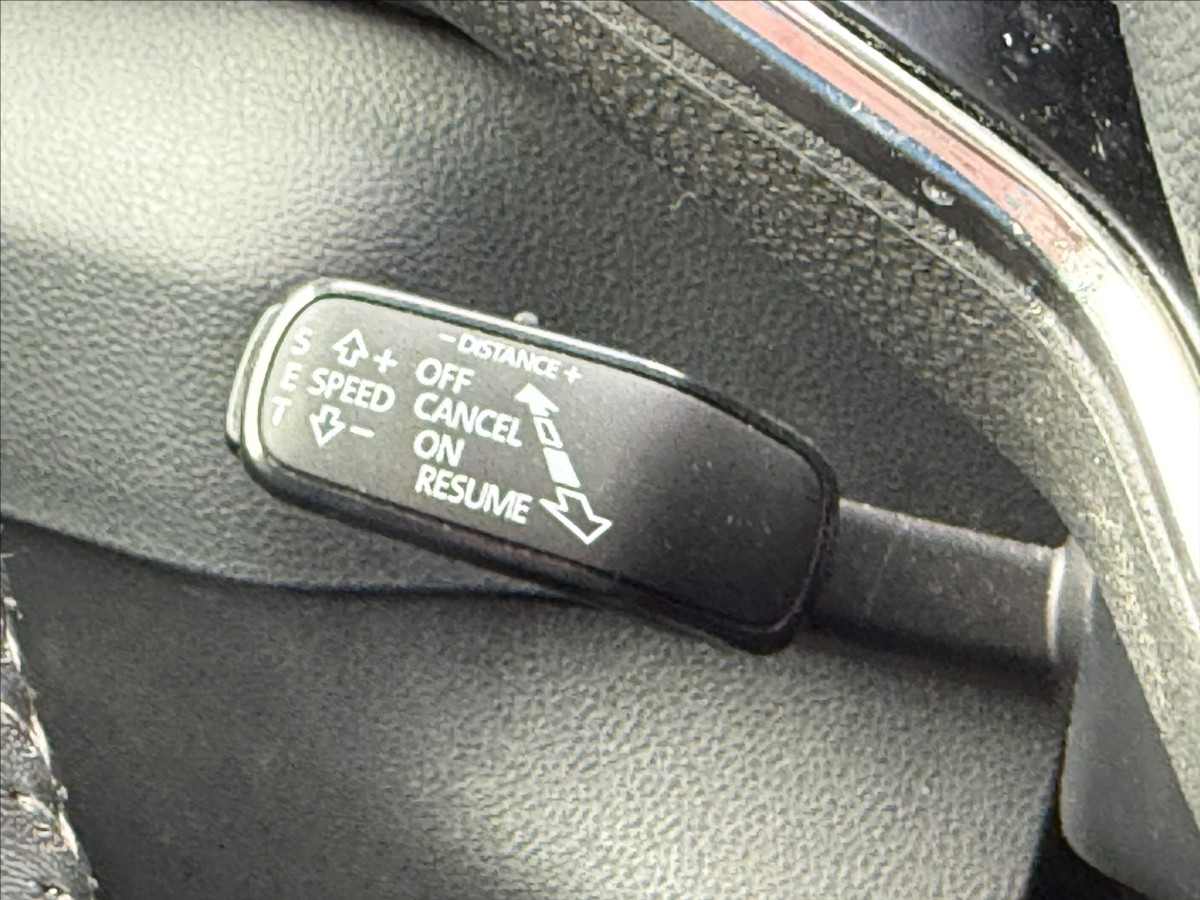 - DISTANCE +
S
E
T
+
SPEED
-
OFF
CANCEL
ON
RESUME